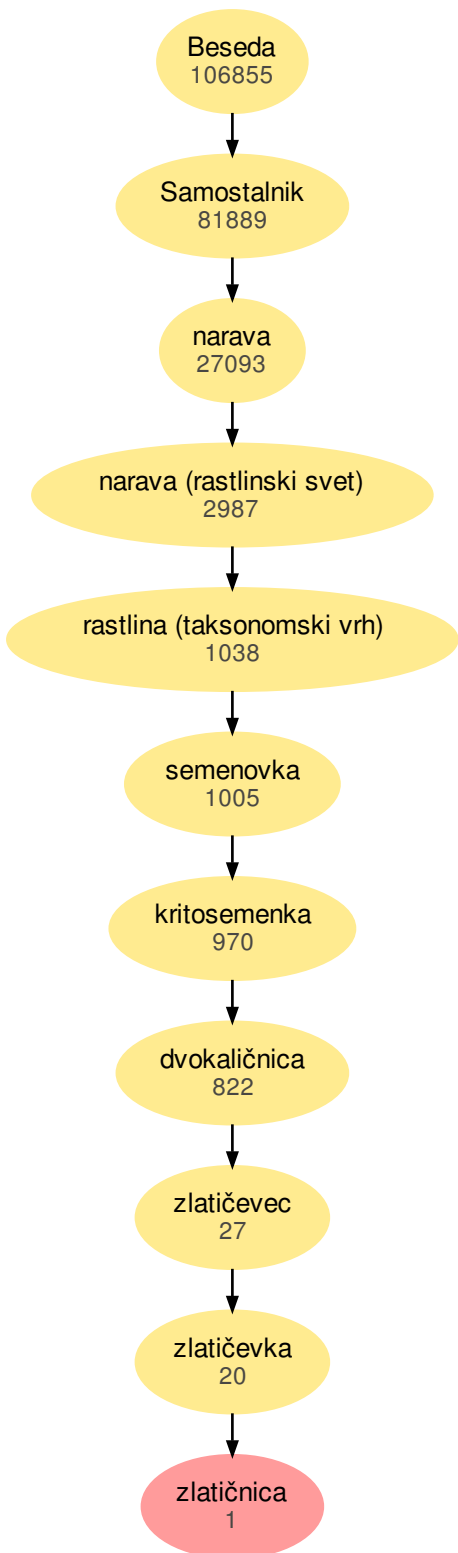 Beseda
106855
Samostalnik
81889
narava
27093
narava (rastlinski svet)
2987
rastlina (taksonomski vrh)
1038
semenovka
1005
kritosemenka
970
dvokaličnica
822
zlatičevec
27
zlatičevka
20
zlatičnica
1